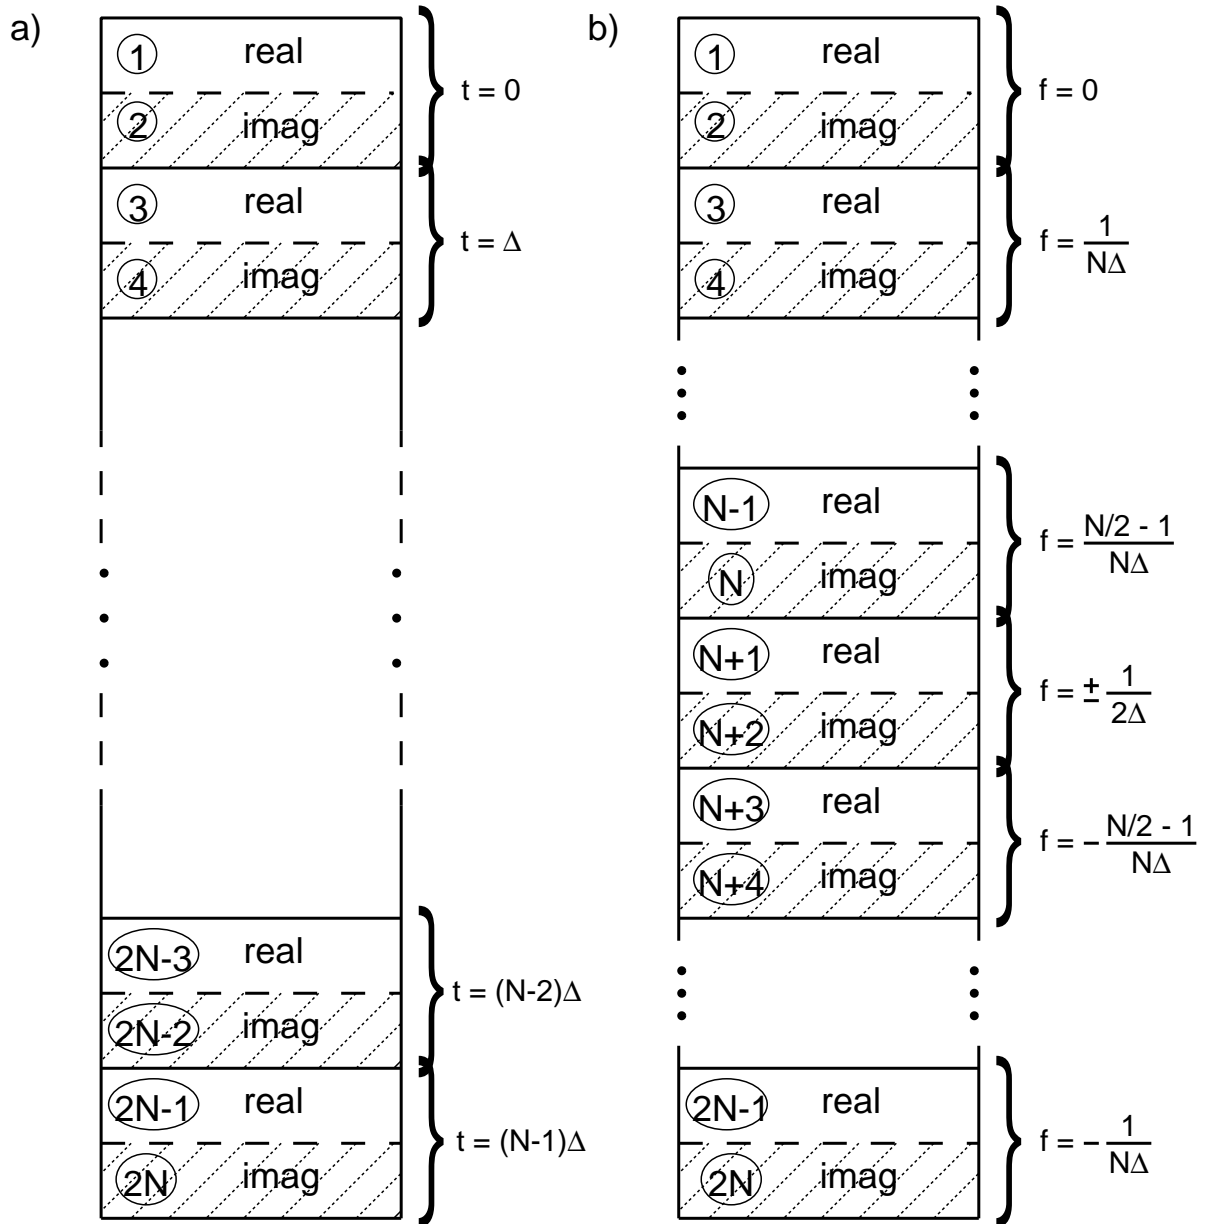 a)
1 real
2 imag
t = 0
3 real
4 imag
t = Δ
2N-3 real
2N-2 imag
t = (N-2)Δ
2N-1 real
2N imag
t = (N-1)Δ
b)
1 real
2 imag
f = 0
3 real
4 imag
f = 1/NΔ
N-1 real
N imag
f = N/2 - 1/NΔ
N+1 real
N+2 imag
f = ± 1/2Δ
N+3 real
N+4 imag
f = − N/2 - 1/NΔ
2N-1 real
2N imag
f = − 1/NΔ